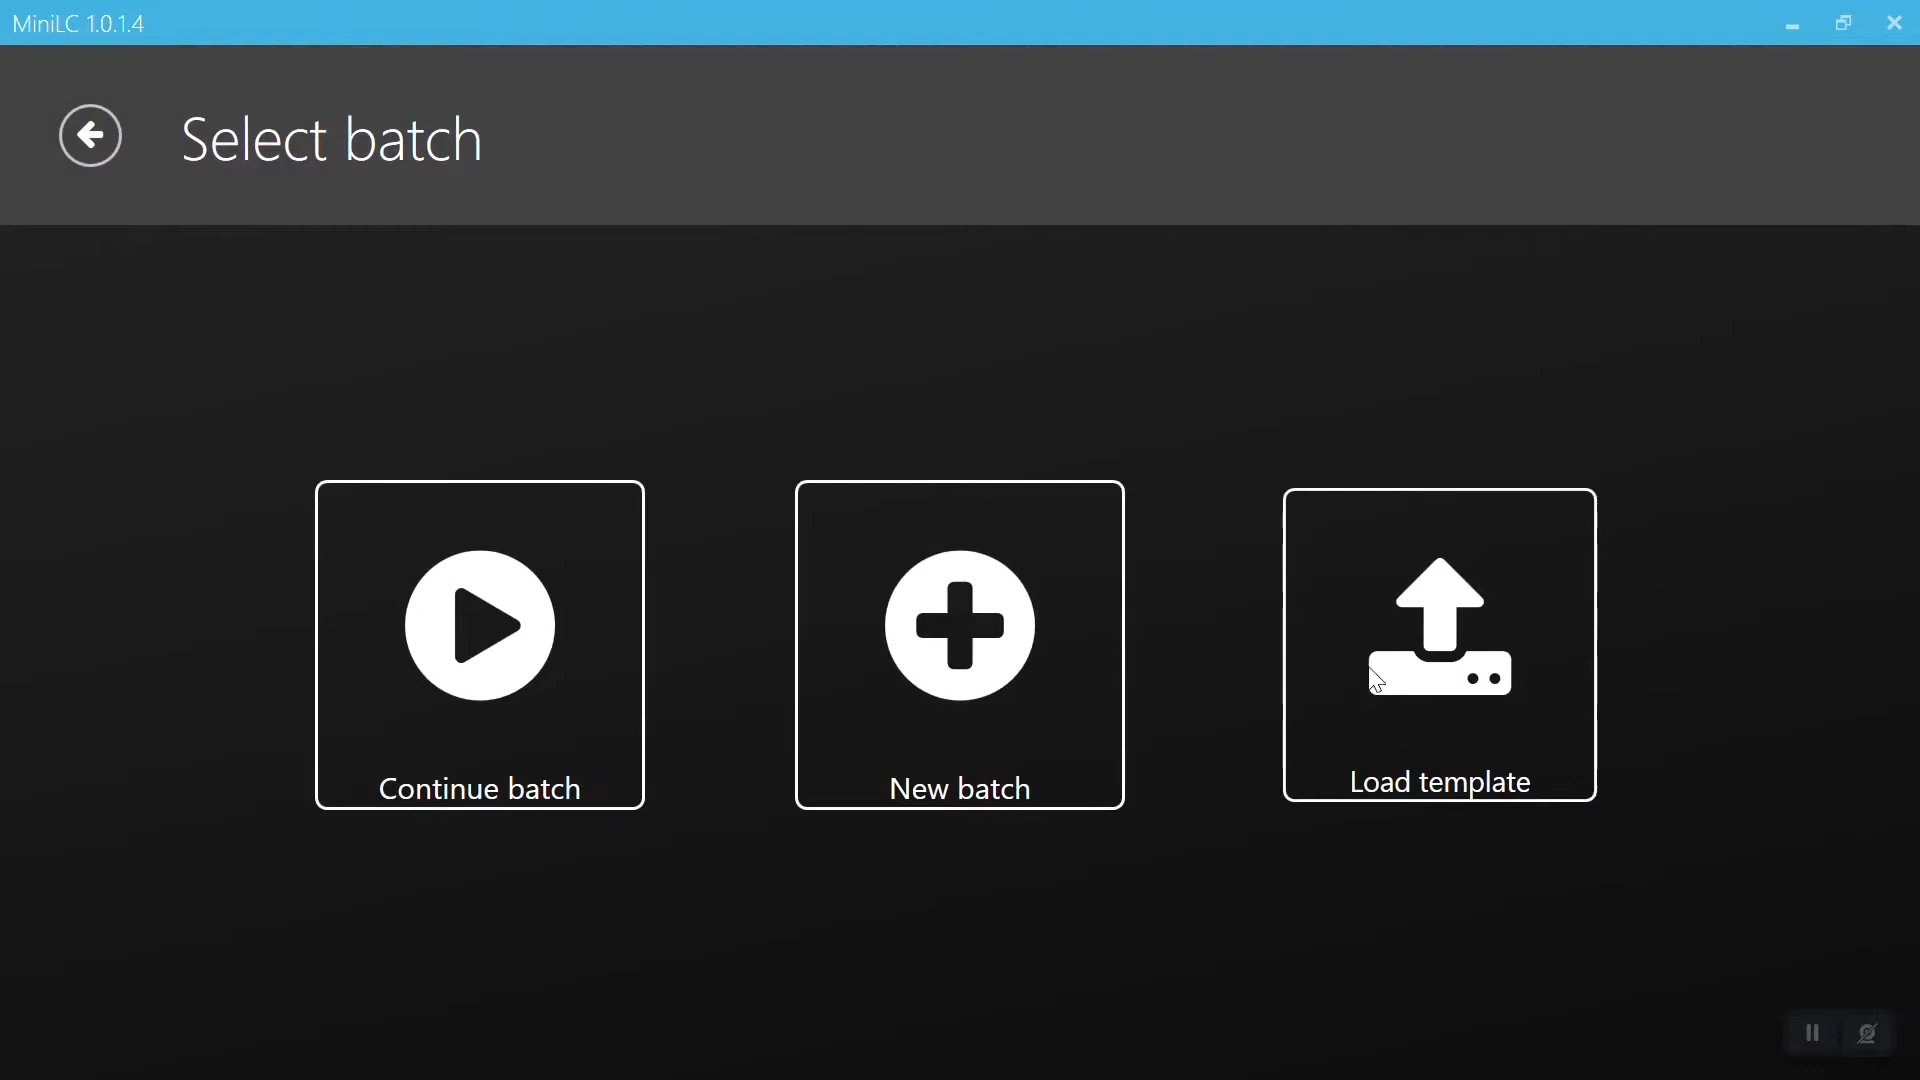 MiniLC 1.0.1.4
Select batch
Continue batch
New batch
Load template